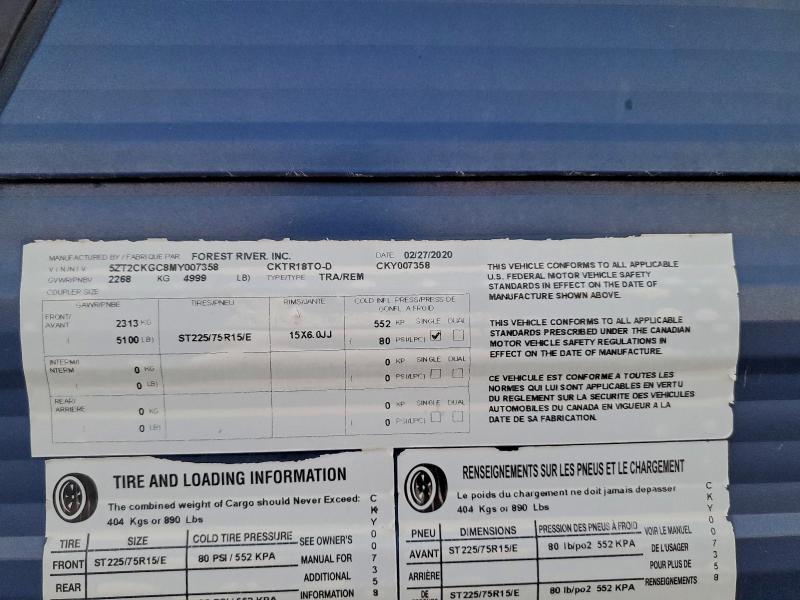 MANUFACTURED BY / FABRIQUE PAR FOREST RIVER, INC. DATE 02/27/2020
V.I.N./N.I.V. 5ZT2CKGC8MY007358 CKTR18TO-D CKY007358
GVWR/PNBV 2268 KG 4999 LB) TYPE/TYPE TRA/REM
COUPLER SIZE
GAWR/PNBE TIRES/PNEU RIMS/JANTE COLD INFL PRESS/PRESS DE GONFL A FROID
FRONT/ AVANT 2313 KG 552 KP SINGLE DUAL
5100 LB) ST225/75R15/E 15X6.0JJ ( 80 PSI/LPC)
INTERM/ INTERM 0 KG 0 KP SINGLE DUAL
( 0 LB) ( 0 PSI/LPC)
REAR/ ARRIÈRE 0 KG 0 KP SINGLE DUAL
( 0 LB) ( 0 PSI/LPC)
THIS VEHICLE CONFORMS TO ALL APPLICABLE
U.S. FEDERAL MOTOR VEHICLE SAFETY
STANDARDS IN EFFECT ON THE DATE OF
MANUFACTURE SHOWN ABOVE.
THIS VEHICLE CONFORMS TO ALL APPLICABLE
STANDARDS PRESCRIBED UNDER THE CANADIAN
MOTOR VEHICLE SAFETY REGULATIONS IN
EFFECT ON THE DATE OF MANUFACTURE.
CE VEHICULE EST CONFORME A TOUTES LES
NORMES QUI LUI SONT APPLICABLES EN VERTU
DU REGLEMENT SUR LA SECURITE DES VEHICULES
AUTOMOBILES DU CANADA EN VIGUEUR A LA
DATE DE SA FABRICATION.
TIRE AND LOADING INFORMATION
The combined weight of Cargo should Never Exceed:
404 Kgs or 890 Lbs
TIRE SIZE COLD TIRE PRESSURE SEE OWNER'S
FRONT ST225/75R15/E 80 PSI / 552 KPA MANUAL FOR
REAR ADDITIONAL
INFORMATION
CKY007358
RENSEIGNEMENTS SUR LES PNEUS ET LE CHARGEMENT
Le poids du chargement ne doit jamais depasser
404 Kgs or 890 Lbs
PNEU DIMENSIONS PRESSION DES PNEUS À FROID VOIR LE MANUEL
AVANT ST225/75R15/E 80 lb/po2 552 KPA DE L'USAGER
ARRIÈRE POUR PLUS DE
DE ST225/75R15/E 80 lb/po2 552 KPA RENSEIGNEMENTS
CKY007358